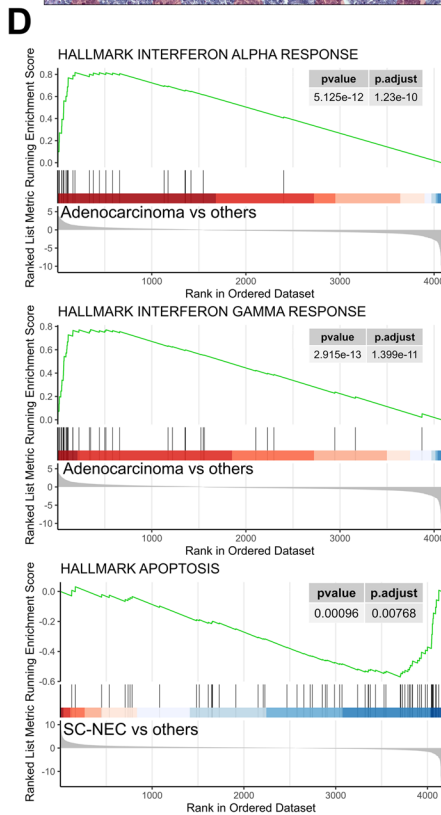 D
HALLMARK INTERFERON ALPHA RESPONSE
Running Enrichment Score
0.8
0.6
0.4
0.2
0.0
pvalue p.adjust
5.125e-12 1.23e-10
Ranked List Metric
Adenocarcinoma vs others
5
0
-5
-10
1000 2000 3000 4000
Rank in Ordered Dataset
HALLMARK INTERFERON GAMMA RESPONSE
Running Enrichment Score
0.8
0.6
0.4
0.2
0.0
pvalue p.adjust
2.915e-13 1.399e-11
Ranked List Metric
Adenocarcinoma vs others
5
0
-5
-10
1000 2000 3000 4000
Rank in Ordered Dataset
HALLMARK APOPTOSIS
Running Enrichment Score
0.0
-0.2
-0.4
-0.6
pvalue p.adjust
0.00096 0.00768
Ranked List Metric
SC-NEC vs others
10
0
-10
1000 2000 3000 4000
Rank in Ordered Dataset